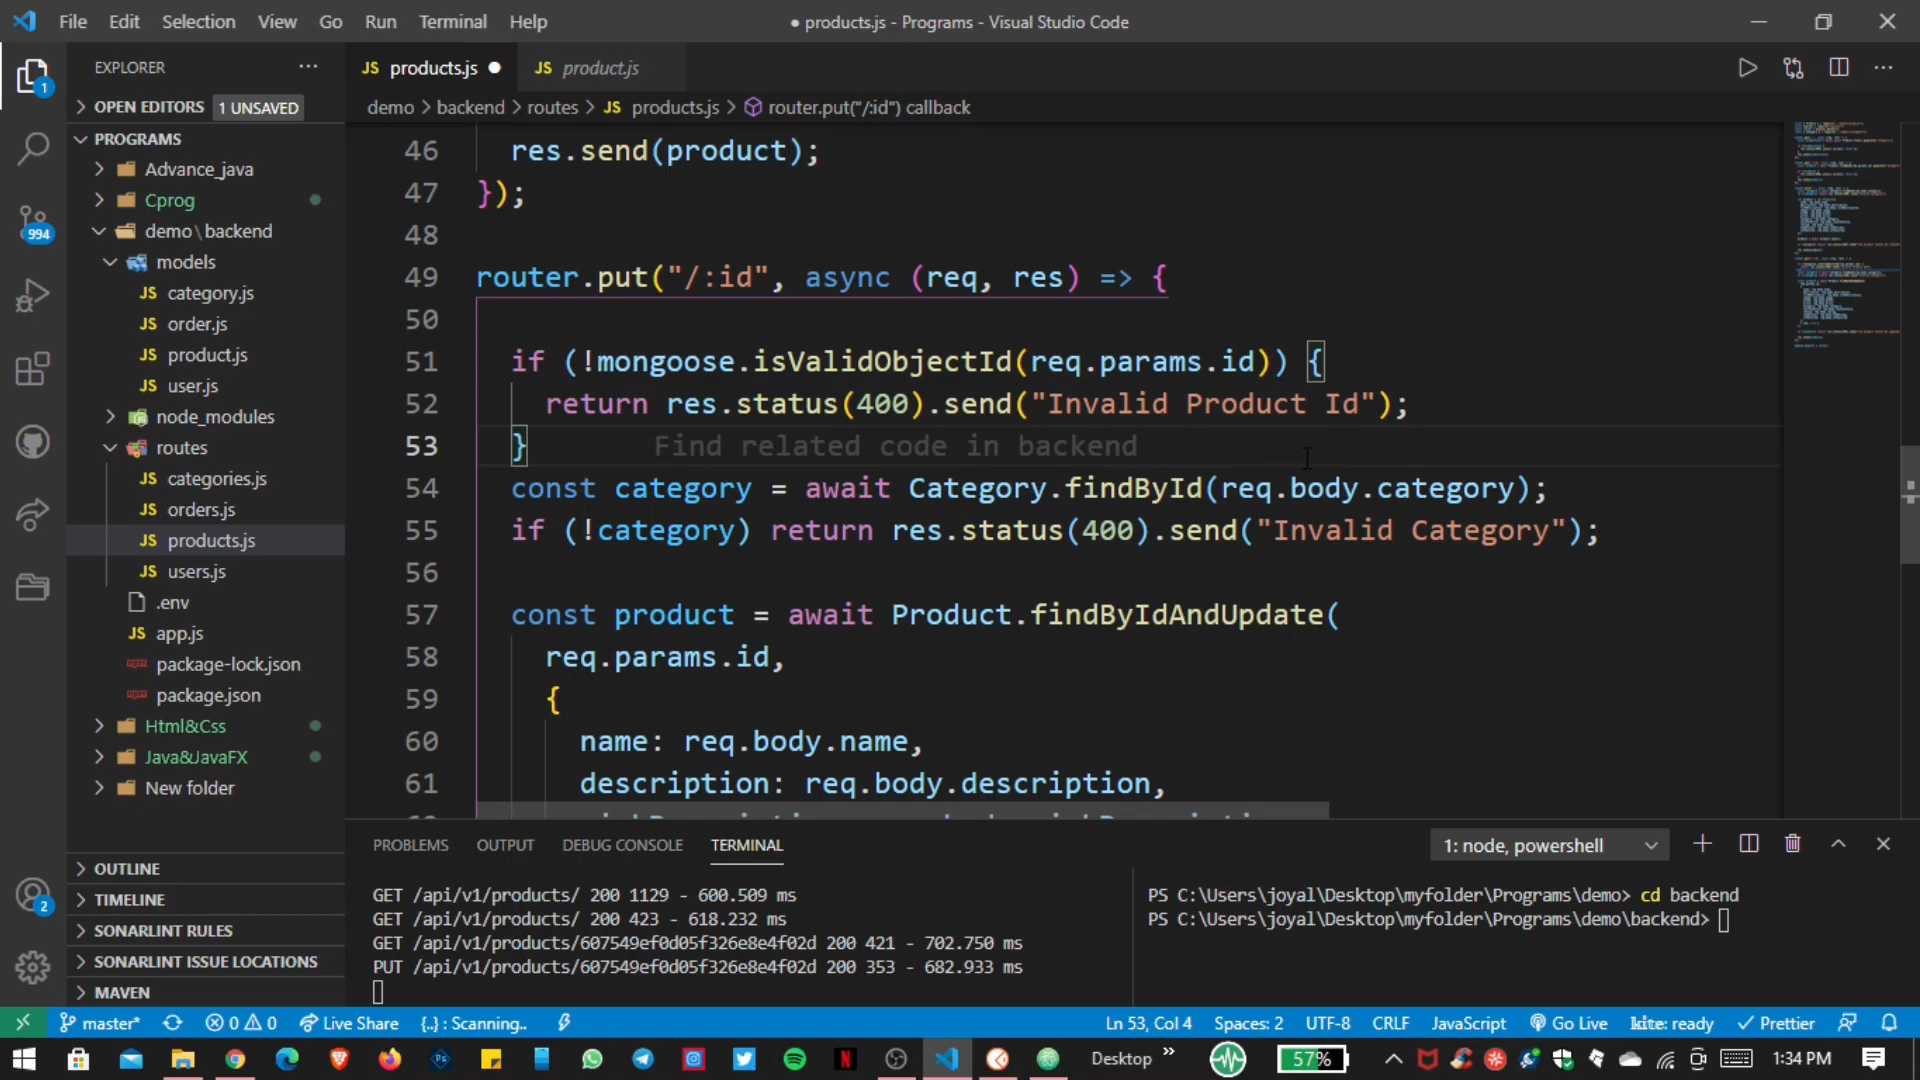 File Edit Selection View Go Run Terminal Help
● products.js - Programs - Visual Studio Code
EXPLORER
OPEN EDITORS 1 UNSAVED
PROGRAMS
Advance_java
Cprog
demo\backend
models
JS category.js
JS order.js
JS product.js
JS user.js
node_modules
routes
JS categories.js
JS orders.js
JS products.js
JS users.js
.env
JS app.js
package-lock.json
package.json
Html&Css
Java&JavaFX
New folder
OUTLINE
TIMELINE
SONARLINT RULES
SONARLINT ISSUE LOCATIONS
MAVEN
1
994
2
JS products.js ●
JS product.js
demo > backend > routes > JS products.js > router.put("/:id") callback
46 res.send(product);
47 });
48
49 router.put("/:id", async (req, res) => {
50
51 if (!mongoose.isValidObjectId(req.params.id)) {
52 return res.status(400).send("Invalid Product Id");
53 } Find related code in backend
54 const category = await Category.findById(req.body.category);
55 if (!category) return res.status(400).send("Invalid Category");
56
57 const product = await Product.findByIdAndUpdate(
58 req.params.id,
59 {
60 name: req.body.name,
61 description: req.body.description,
PROBLEMS OUTPUT DEBUG CONSOLE TERMINAL
1: node, powershell
GET /api/v1/products/ 200 1129 - 600.509 ms
GET /api/v1/products/ 200 423 - 618.232 ms
GET /api/v1/products/607549ef0d05f326e8e4f02d 200 421 - 702.750 ms
PUT /api/v1/products/607549ef0d05f326e8e4f02d 200 353 - 682.933 ms
PS C:\Users\joyal\Desktop\myfolder\Programs\demo> cd backend
PS C:\Users\joyal\Desktop\myfolder\Programs\demo\backend>
master* 0 0 Live Share {..} : Scanning..
Ln 53, Col 4 Spaces: 2 UTF-8 CRLF JavaScript Go Live kite: ready Prettier
Desktop » 57% 1:34 PM